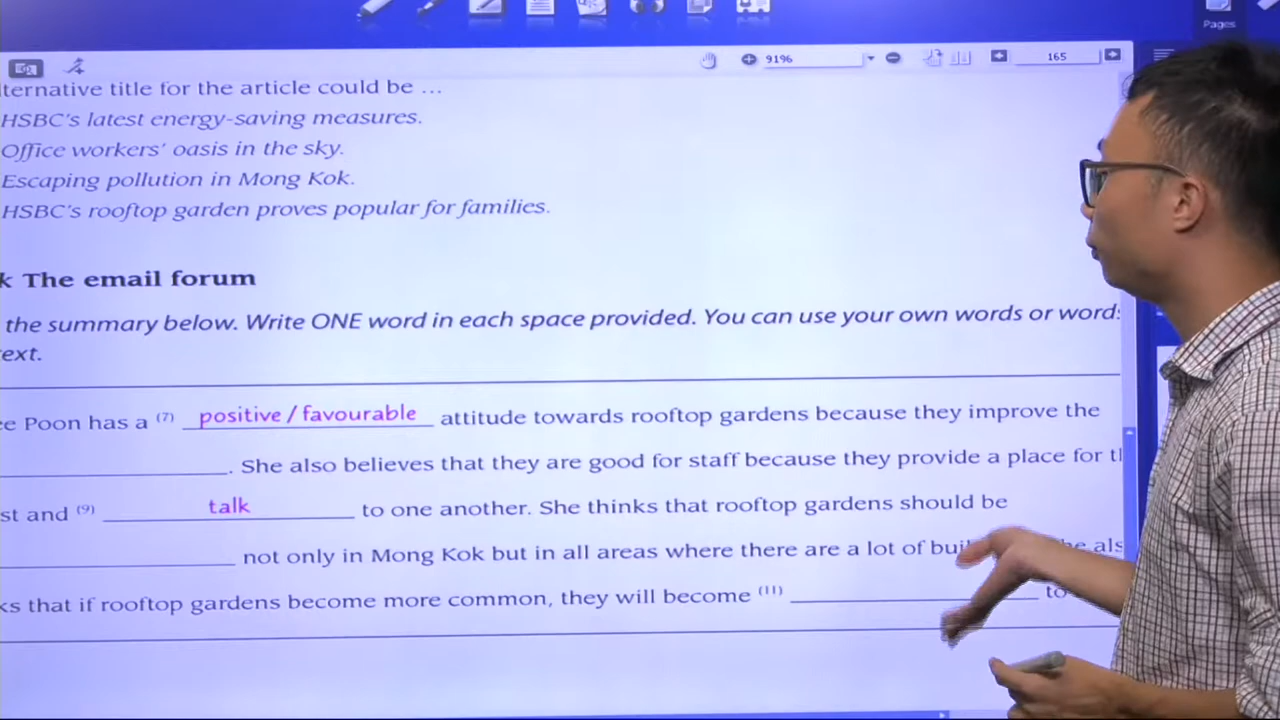 Pages
91%
165
lternative title for the article could be ...
HSBC's latest energy-saving measures.
Office workers' oasis in the sky.
Escaping pollution in Mong Kok.
HSBC's rooftop garden proves popular for families.
k The email forum
the summary below. Write ONE word in each space provided. You can use your own words or words
ext.
ee Poon has a (7) positive / favourable attitude towards rooftop gardens because they improve the
. She also believes that they are good for staff because they provide a place for th
st and (9) talk to one another. She thinks that rooftop gardens should be
not only in Mong Kok but in all areas where there are a lot of bui he als
ks that if rooftop gardens become more common, they will become (11) to